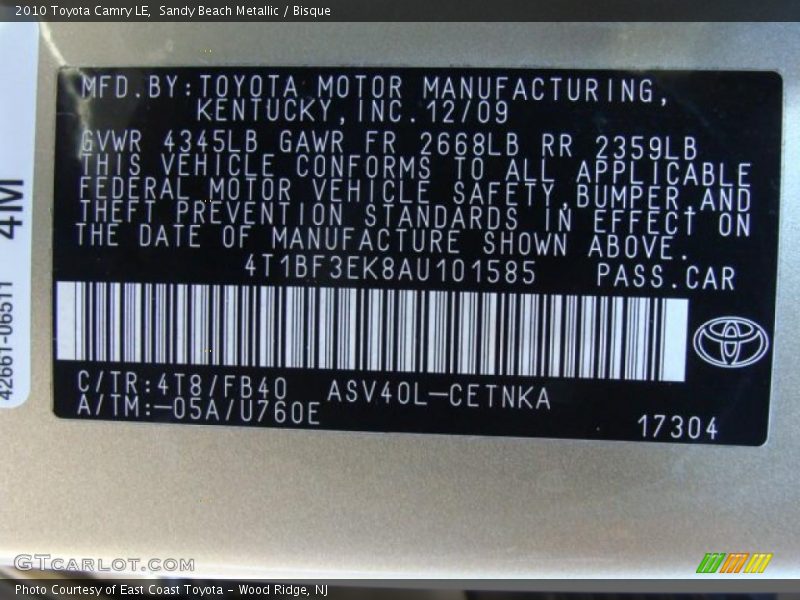 2010 Toyota Camry LE, Sandy Beach Metallic / Bisque
MFD.BY:TOYOTA MOTOR MANUFACTURING,
KENTUCKY,INC.12/09
GVWR 4345LB GAWR FR 2668LB RR 2359LB
THIS VEHICLE CONFORMS TO ALL APPLICABLE
FEDERAL MOTOR VEHICLE SAFETY,BUMPER,AND
THEFT PREVENTION STANDARDS IN EFFECT ON
THE DATE OF MANUFACTURE SHOWN ABOVE.
4T1BF3EK8AU101585 PASS.CAR
C/TR:4T8/FB40 ASV40L-CETNKA
A/TM:-05A/U760E
17304
4M
42661-06511
GTCARLOT.COM
Photo Courtesy of East Coast Toyota - Wood Ridge, NJ